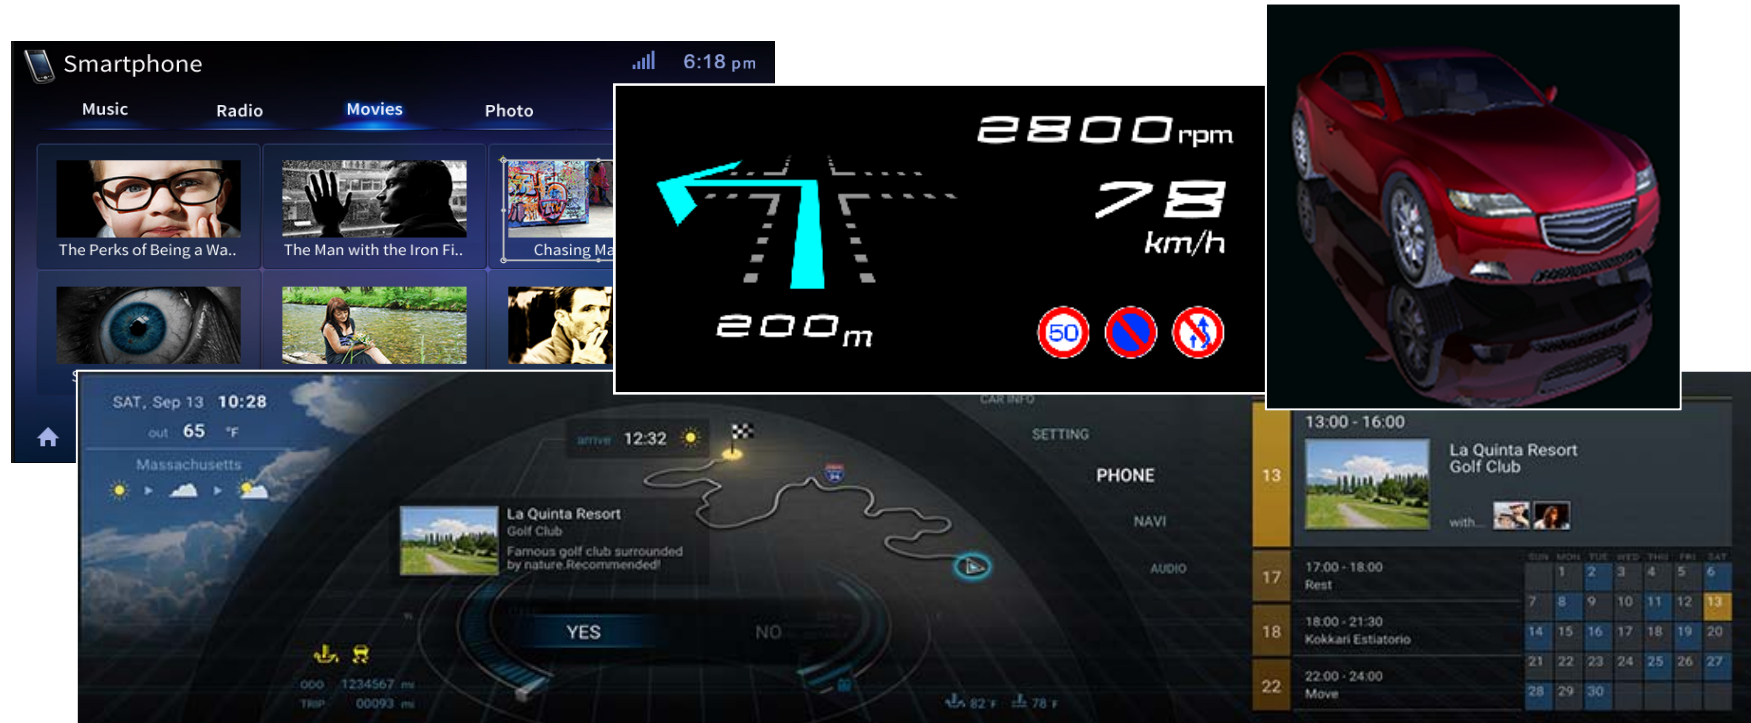 Smartphone
6:18 pm
Music Radio Movies Photo
The Perks of Being a Wa..
The Man with the Iron Fi..
Chasing Ma
2800 rpm
78
km/h
200 m
50
SAT, Sep 13 10:28
out 65 °F
Massachusetts
arrive 12:32
La Quinta Resort
Golf Club
Famous golf club surrounded
by nature.Recommended!
YES NO
ODO 1234567 mi
TRIP 00093 mi
82°F 78°F
CAR INFO
SETTING
PHONE
NAVI
AUDIO
13
13:00 - 16:00
La Quinta Resort
Golf Club
with...
17
17:00 - 18:00
Rest
18
18:00 - 21:30
Kokkari Estiatorio
22
22:00 - 24:00
Move
SUN MON TUE WED THU FRI SAT
1 2 3 4 5 6
7 8 9 10 11 12 13
14 15 16 17 18 19 20
21 22 23 24 25 26 27
28 29 30